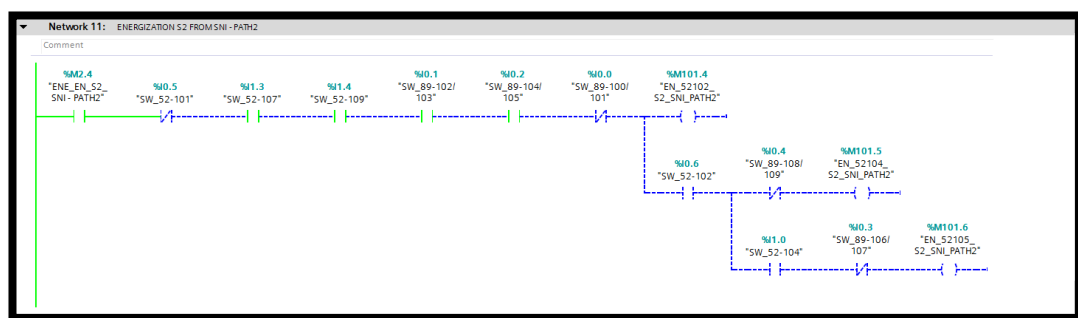 Network 11: ENERGIZATION S2 FROM SNI - PATH2
Comment
%M2.4
"ENE_EN_S2_
SNI - PATH2"
%I0.5
"SW_52-101"
%I1.3
"SW_52-107"
%I1.4
"SW_52-109"
%I0.1
"SW_89-102/
103"
%I0.2
"SW_89-104/
105"
%I0.0
"SW_89-100/
101"
%M101.4
"EN_52102_
S2_SNI_PATH2"
%I0.6
"SW_52-102"
%I0.4
"SW_89-108/
109"
%M101.5
"EN_52104_
S2_SNI_PATH2"
%I1.0
"SW_52-104"
%I0.3
"SW_89-106/
107"
%M101.6
"EN_52105_
S2_SNI_PATH2"